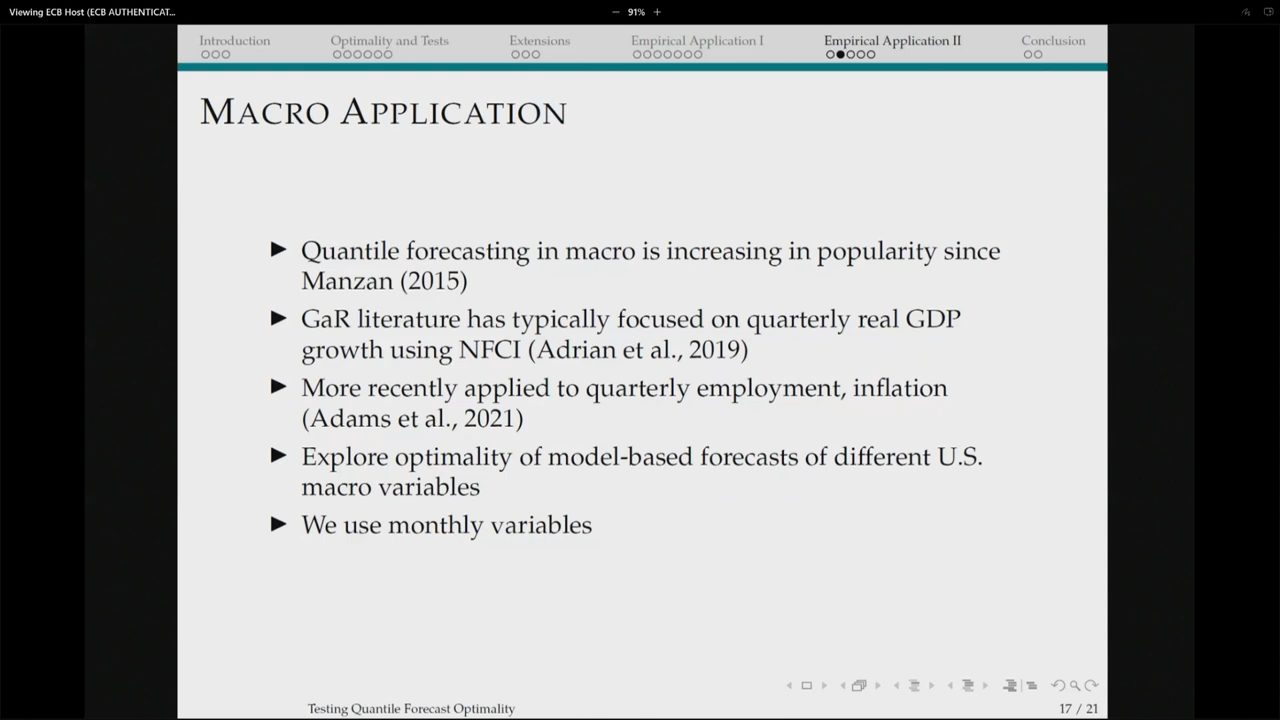 Viewing ECB Host (ECB AUTHENTICAT...
91%
Introduction
Optimality and Tests
Extensions
Empirical Application I
Empirical Application II
Conclusion
MACRO APPLICATION
Quantile forecasting in macro is increasing in popularity since
Manzan (2015)
GaR literature has typically focused on quarterly real GDP
growth using NFCI (Adrian et al., 2019)
More recently applied to quarterly employment, inflation
(Adams et al., 2021)
Explore optimality of model-based forecasts of different U.S.
macro variables
We use monthly variables
Testing Quantile Forecast Optimality
17 / 21